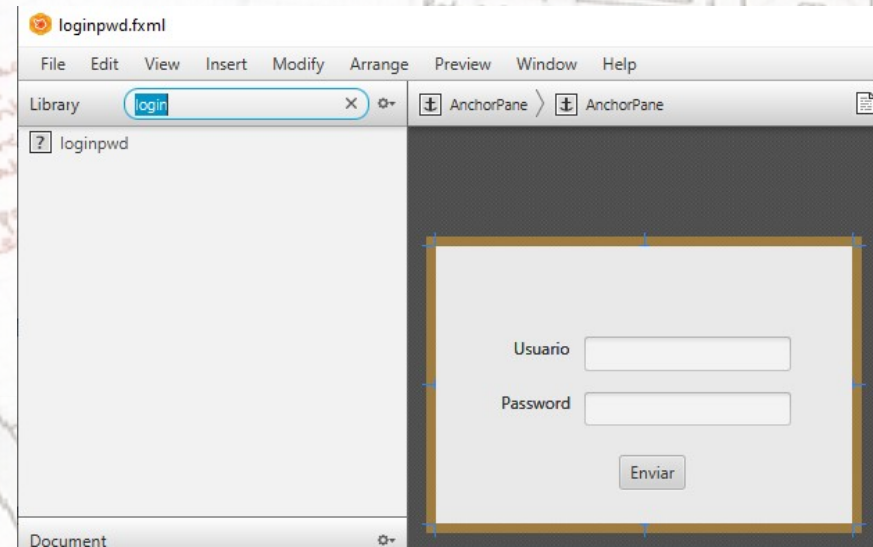 loginpwd.fxml
File Edit View Insert Modify Arrange Preview Window Help
Library login AnchorPane AnchorPane
loginpwd
Usuario
Password
Enviar
Document